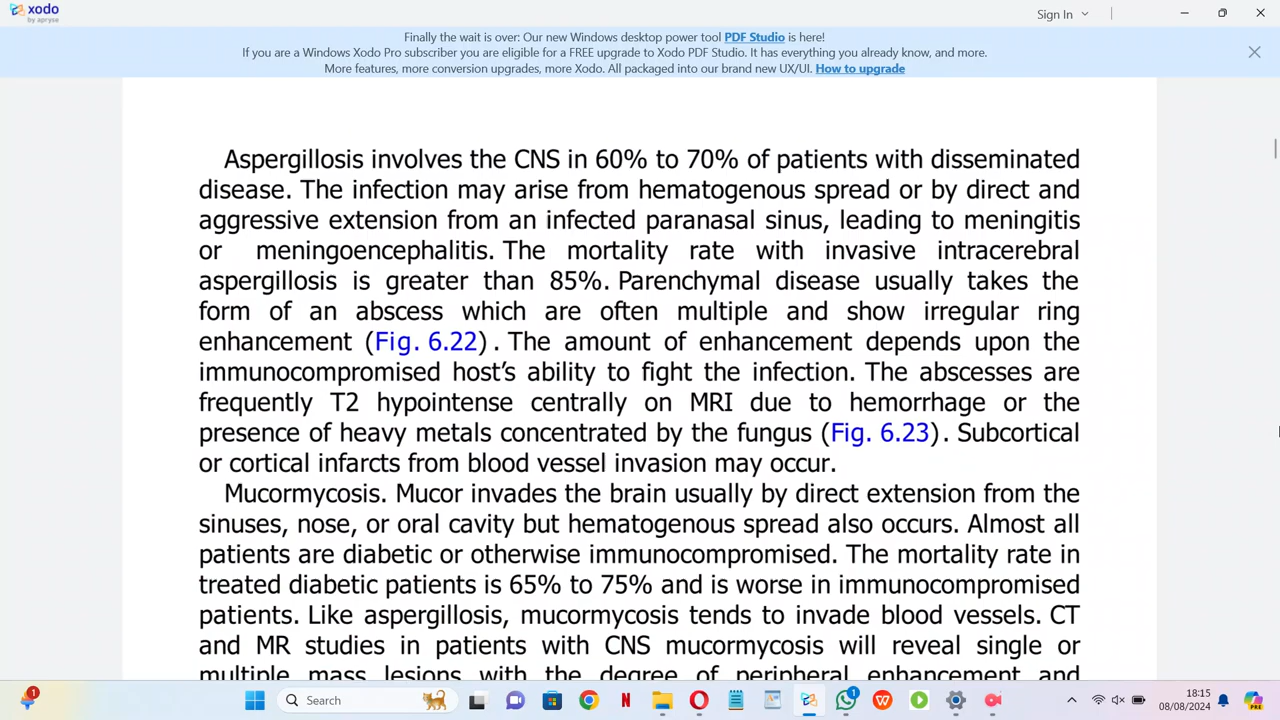 xodo
by apryse
Sign In
Finally the wait is over: Our new Windows desktop power tool PDF Studio is here!
If you are a Windows Xodo Pro subscriber you are eligible for a FREE upgrade to Xodo PDF Studio. It has everything you already know, and more.
More features, more conversion upgrades, more Xodo. All packaged into our brand new UX/UI. How to upgrade
Aspergillosis involves the CNS in 60% to 70% of patients with disseminated
disease. The infection may arise from hematogenous spread or by direct and
aggressive extension from an infected paranasal sinus, leading to meningitis
or meningoencephalitis. The mortality rate with invasive intracerebral
aspergillosis is greater than 85%. Parenchymal disease usually takes the
form of an abscess which are often multiple and show irregular ring
enhancement (Fig. 6.22) . The amount of enhancement depends upon the
immunocompromised host’s ability to fight the infection. The abscesses are
frequently T2 hypointense centrally on MRI due to hemorrhage or the
presence of heavy metals concentrated by the fungus (Fig. 6.23). Subcortical
or cortical infarcts from blood vessel invasion may occur.
Mucormycosis. Mucor invades the brain usually by direct extension from the
sinuses, nose, or oral cavity but hematogenous spread also occurs. Almost all
patients are diabetic or otherwise immunocompromised. The mortality rate in
treated diabetic patients is 65% to 75% and is worse in immunocompromised
patients. Like aspergillosis, mucormycosis tends to invade blood vessels. CT
and MR studies in patients with CNS mucormycosis will reveal single or
multiple mass lesions with the degree of peripheral enhancement and
1
Search
N
W
1
18:15
08/08/2024
PRE